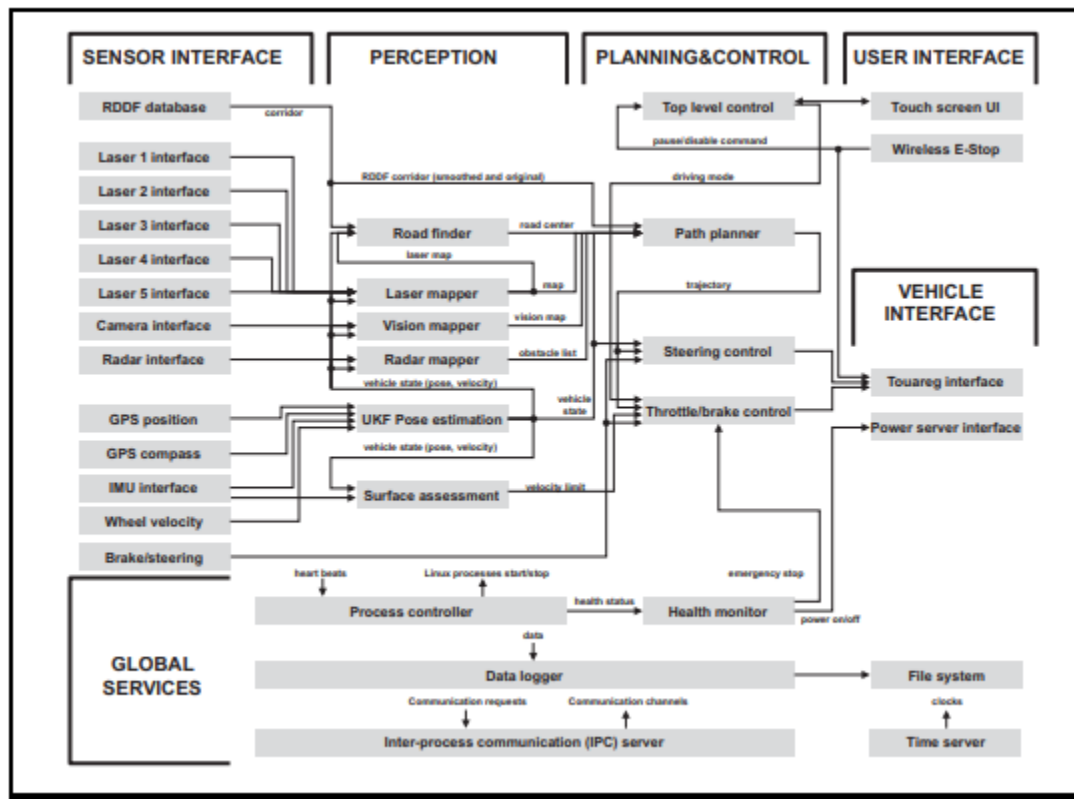 SENSOR INTERFACE
PERCEPTION
PLANNING&CONTROL
USER INTERFACE
RDDF database
corridor
Top level control
Touch screen UI
pause/disable command
Wireless E-Stop
Laser 1 interface
Laser 2 interface
Laser 3 interface
Laser 4 interface
Laser 5 interface
Camera interface
Radar interface
RDDF corridor (smoothed and original)
driving mode
Road finder
road center
Path planner
laser map
Laser mapper
map
trajectory
VEHICLE
INTERFACE
Vision mapper
vision map
Radar mapper
obstacle list
Steering control
vehicle state (pose, velocity)
vehicle
state
Touareg interface
GPS position
GPS compass
IMU interface
Wheel velocity
Brake/steering
UKF Pose estimation
Throttle/brake control
Power server interface
vehicle state (pose, velocity)
Surface assessment
velocity limit
GLOBAL
SERVICES
heart beats
Linux processes start/stop
emergency stop
Process controller
health status
Health monitor
power on/off
data
Data logger
File system
Communication requests
Communication channels
clocks
Inter-process communication (IPC) server
Time server